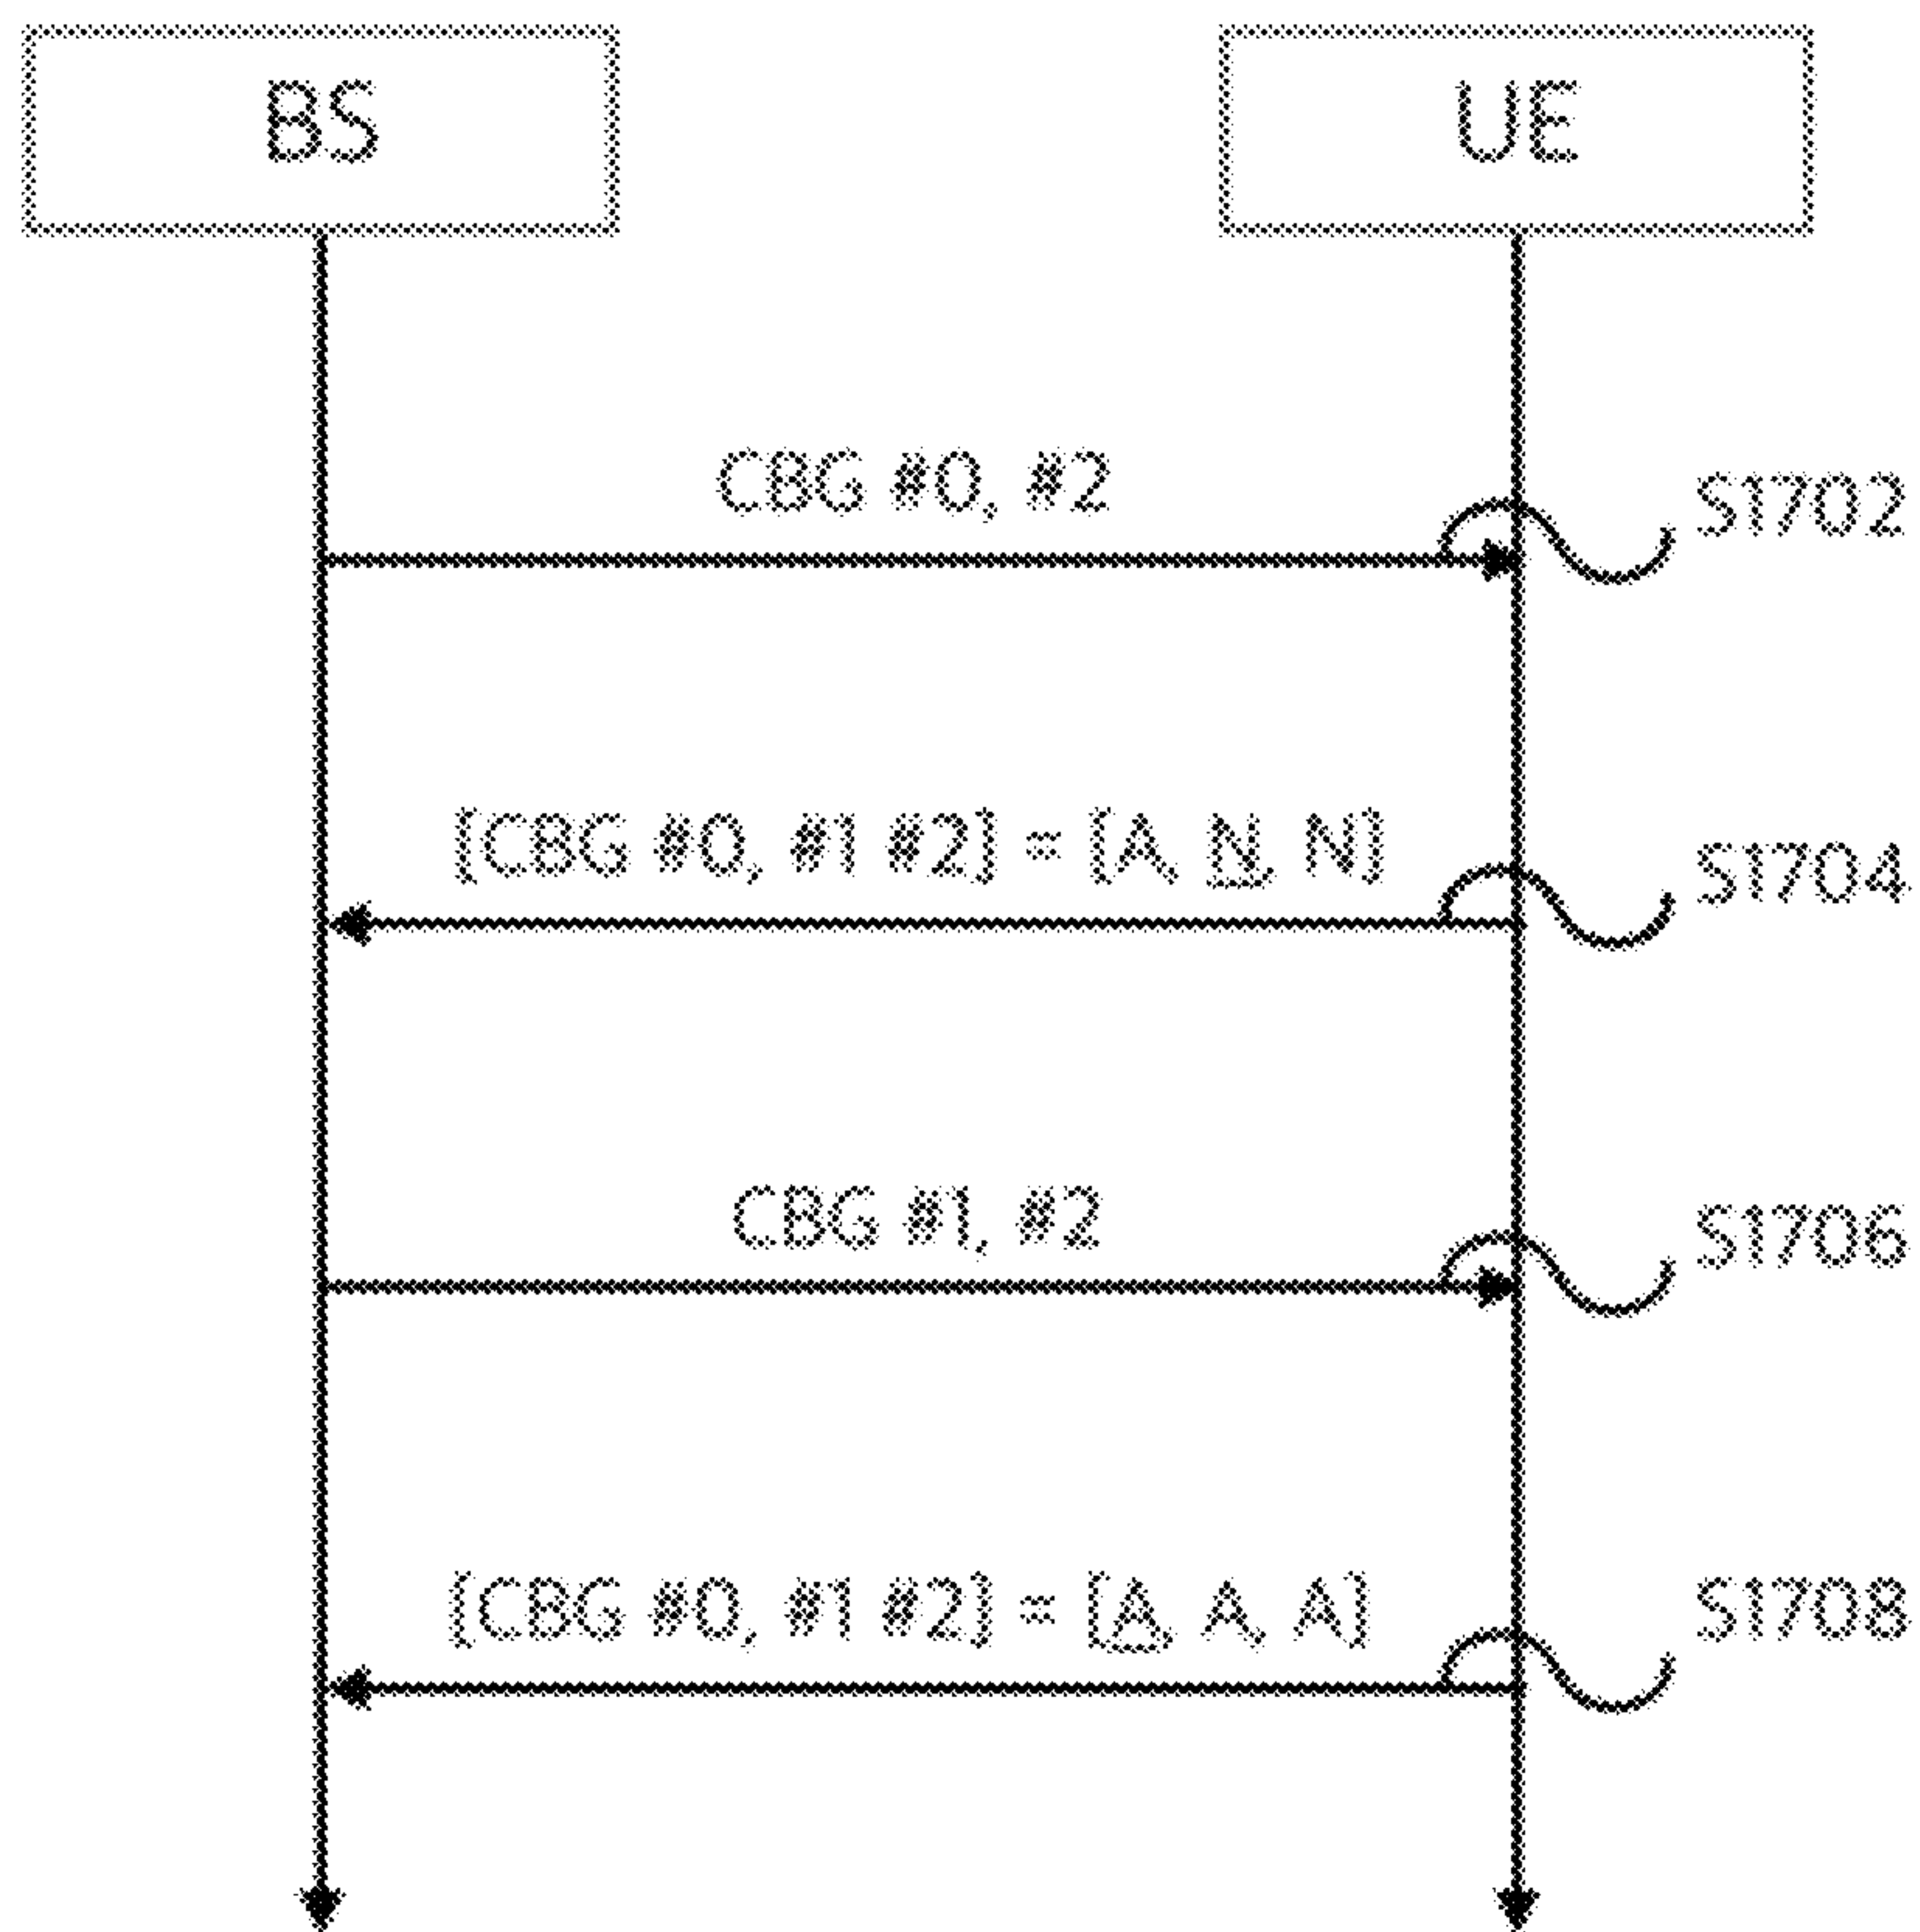 BS
UE
CBG #0, #2
S1702
[CBG #0, #1 #2] = [A, N, N]
S1704
CBG #1, #2
S1706
[CBG #0, #1 #2] = [A, A, A]
S1708